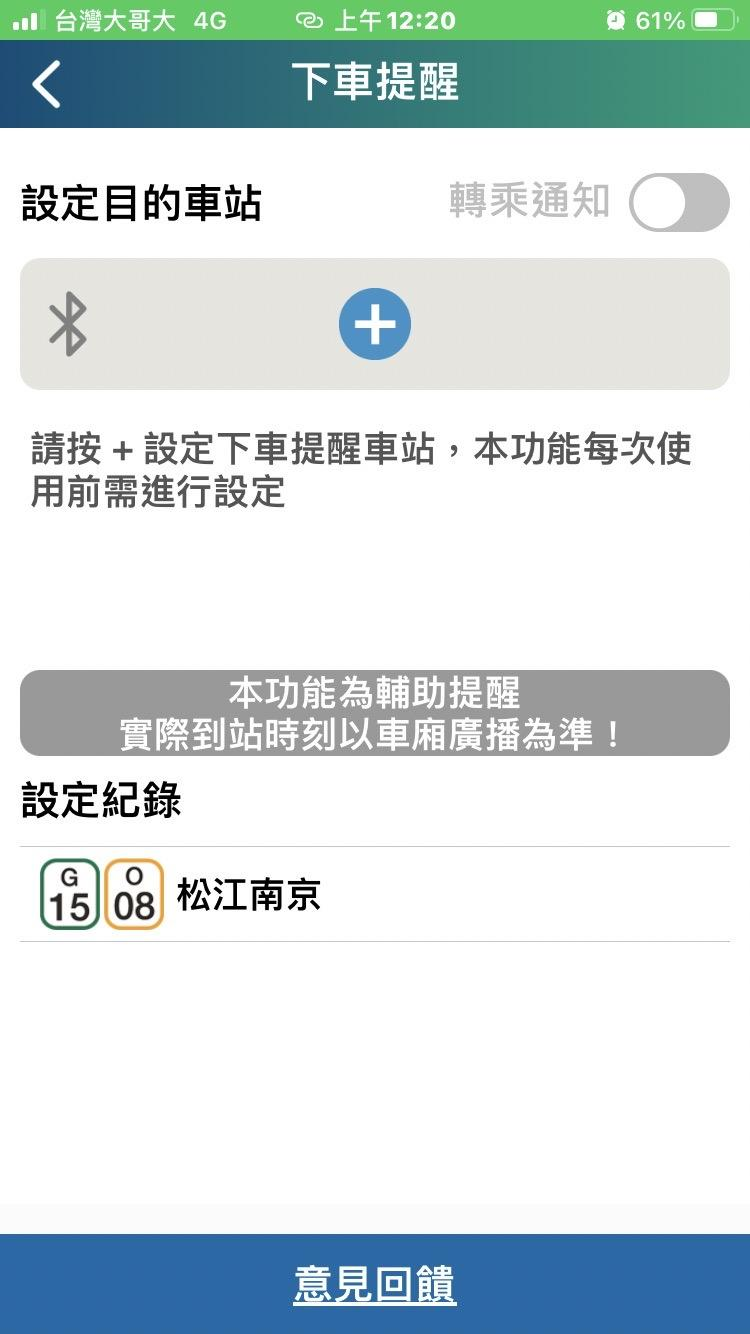 台灣大哥大 4G 上午12:20 61%
下車提醒
設定目的車站 轉乘通知
請按 + 設定下車提醒車站，本功能每次使
用前需進行設定
本功能為輔助提醒
實際到站時刻以車廂廣播為準！
設定紀錄
G 15 O 08 松江南京
意見回饋